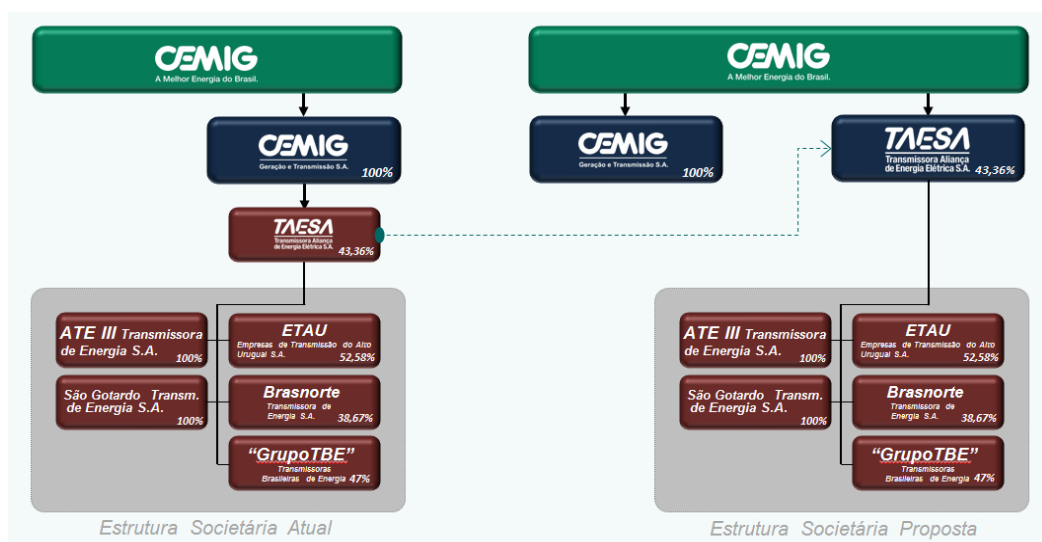 CEMIG
A Melhor Energia do Brasil.
CEMIG
Geração e Transmissão S.A.
100%
TAESA
Transmissora Aliança
de Energia Elétrica S.A.
43,36%
ATE III Transmissora
de Energia S.A.
100%
ETAU
Empresas de Transmissão do Alto
Uruguai S.A.
52,58%
São Gotardo Transm.
de Energia S.A.
100%
Brasnorte
Transmissora de
Energia S.A.
38,67%
“GrupoTBE”
Transmissoras
Brasileiras de Energia 47%
Estrutura Societária Atual
CEMIG
A Melhor Energia do Brasil.
CEMIG
Geração e Transmissão S.A.
100%
TAESA
Transmissora Aliança
de Energia Elétrica S.A. 43,36%
ATE III Transmissora
de Energia S.A.
100%
ETAU
Empresas de Transmissão do Alto
Uruguai S.A.
52,58%
São Gotardo Transm.
de Energia S.A.
100%
Brasnorte
Transmissora de
Energia S.A.
38,67%
“GrupoTBE”
Transmissoras
Brasileiras de Energia 47%
Estrutura Societária Proposta